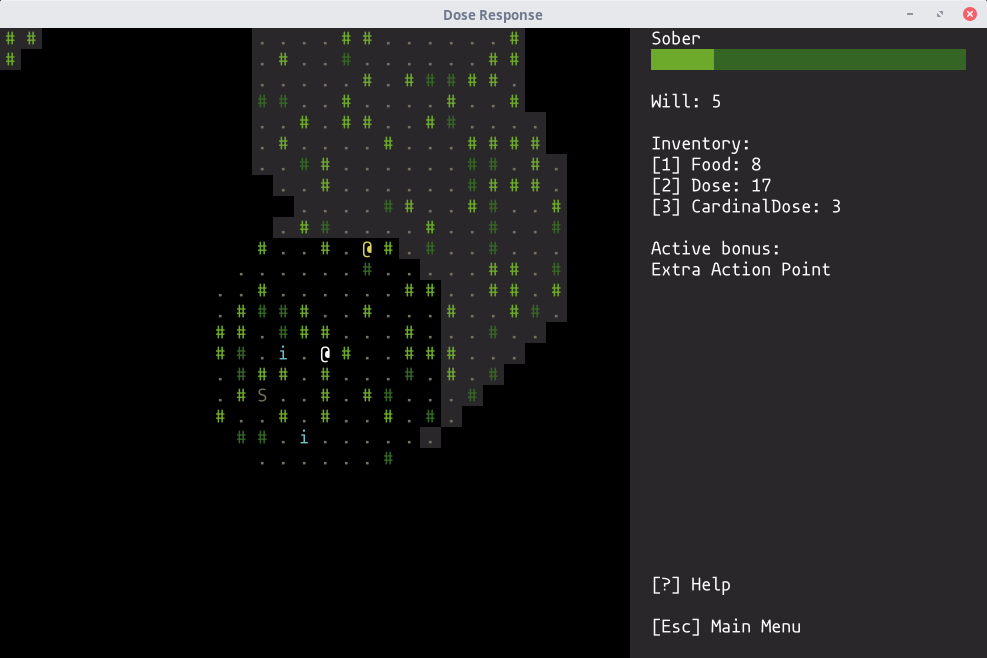 Dose Response
Sober
Will: 5
Inventory:
[1] Food: 8
[2] Dose: 17
[3] CardinalDose: 3
Active bonus:
Extra Action Point
[?] Help
[Esc] Main Menu